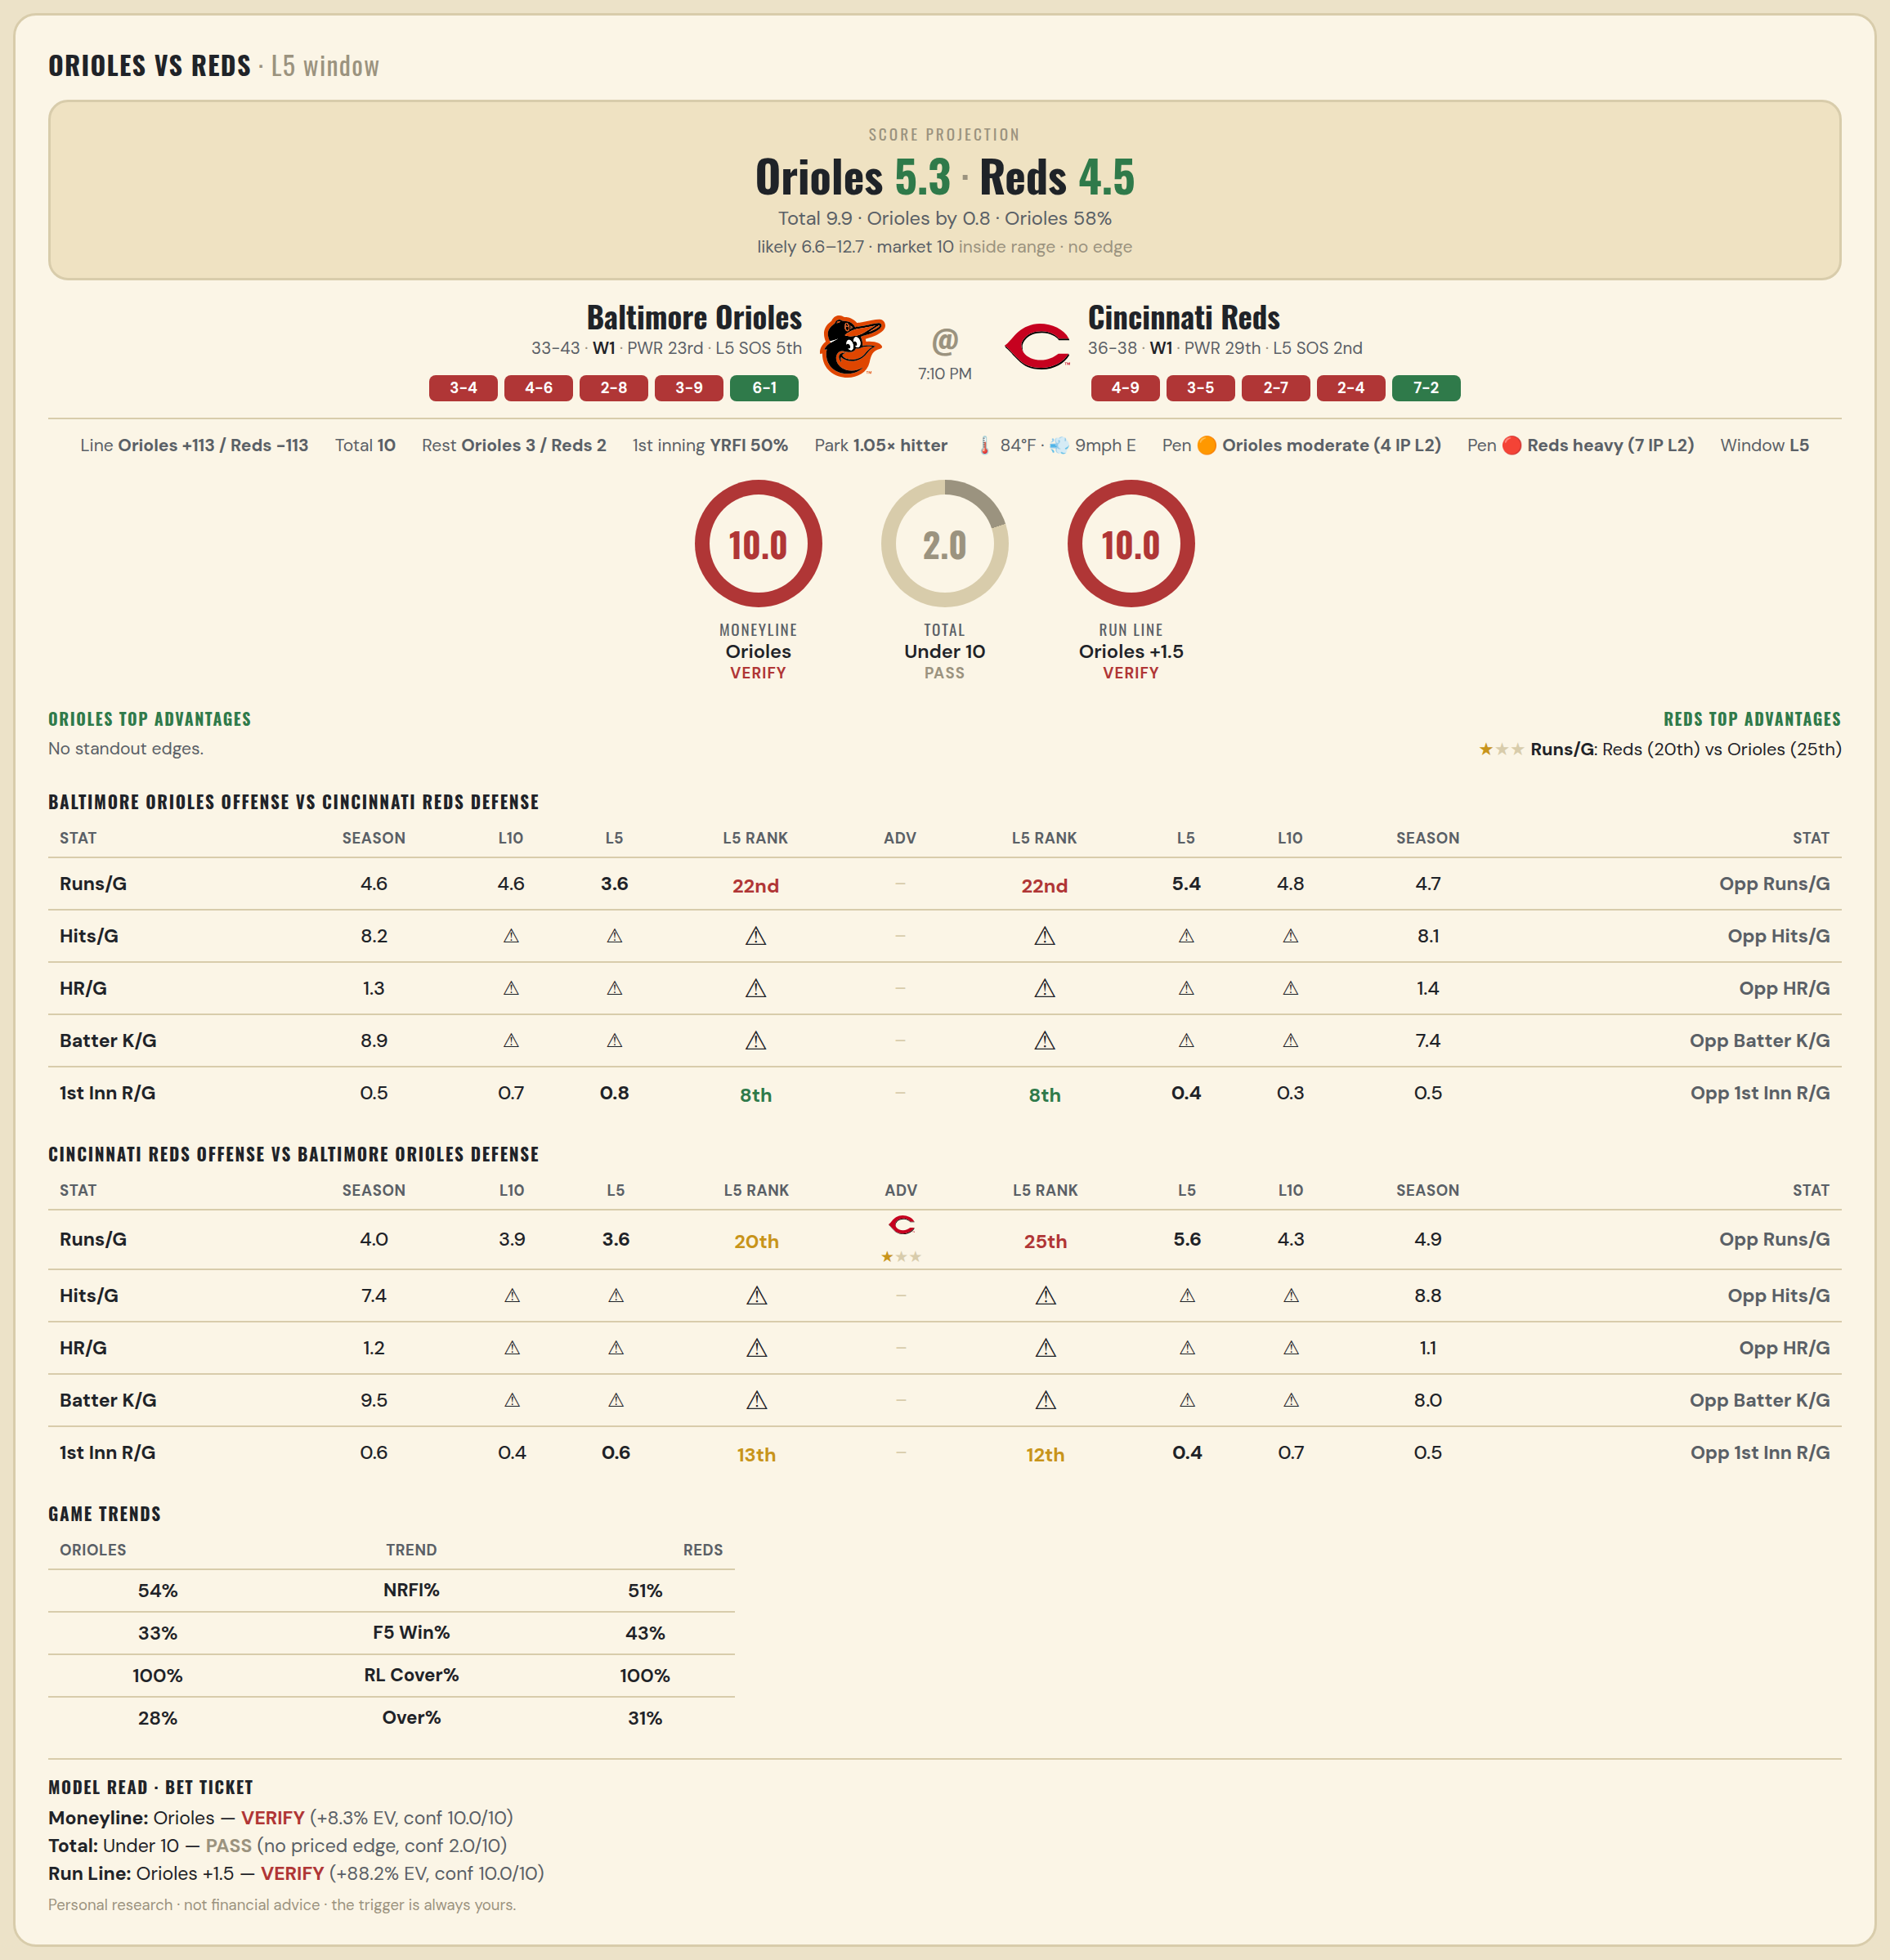 ORIOLES VS REDS · L5 window
SCORE PROJECTION
Orioles 5.3 · Reds 4.5
Total 9.9 · Orioles by 0.8 · Orioles 58%
likely 6.6–12.7 · market 10 inside range · no edge
Baltimore Orioles
33-43 · W1 · PWR 23rd · L5 SOS 5th
3-4 4-6 2-8 3-9 6-1
@
7:10 PM
Cincinnati Reds
36-38 · W1 · PWR 29th · L5 SOS 2nd
4-9 3-5 2-7 2-4 7-2
Line Orioles +113 / Reds -113 Total 10 Rest Orioles 3 / Reds 2 1st inning YRFI 50% Park 1.05× hitter 🌡️ 84°F · 💨 9mph E Pen 🟠 Orioles moderate (4 IP L2) Pen 🔴 Reds heavy (7 IP L2) Window L5
10.0 2.0 10.0
MONEYLINE TOTAL RUN LINE
Orioles Under 10 Orioles +1.5
VERIFY PASS VERIFY
ORIOLES TOP ADVANTAGES
No standout edges.
REDS TOP ADVANTAGES
★★★ Runs/G: Reds (20th) vs Orioles (25th)
BALTIMORE ORIOLES OFFENSE VS CINCINNATI REDS DEFENSE
STAT SEASON L10 L5 L5 RANK ADV L5 RANK L5 L10 SEASON STAT
Runs/G 4.6 4.6 3.6 22nd – 22nd 5.4 4.8 4.7 Opp Runs/G
Hits/G 8.2 ⚠ ⚠ ⚠ – ⚠ ⚠ ⚠ 8.1 Opp Hits/G
HR/G 1.3 ⚠ ⚠ ⚠ – ⚠ ⚠ ⚠ 1.4 Opp HR/G
Batter K/G 8.9 ⚠ ⚠ ⚠ – ⚠ ⚠ ⚠ 7.4 Opp Batter K/G
1st Inn R/G 0.5 0.7 0.8 8th – 8th 0.4 0.3 0.5 Opp 1st Inn R/G
CINCINNATI REDS OFFENSE VS BALTIMORE ORIOLES DEFENSE
STAT SEASON L10 L5 L5 RANK ADV L5 RANK L5 L10 SEASON STAT
Runs/G 4.0 3.9 3.6 20th ★★★ 25th 5.6 4.3 4.9 Opp Runs/G
Hits/G 7.4 ⚠ ⚠ ⚠ – ⚠ ⚠ ⚠ 8.8 Opp Hits/G
HR/G 1.2 ⚠ ⚠ ⚠ – ⚠ ⚠ ⚠ 1.1 Opp HR/G
Batter K/G 9.5 ⚠ ⚠ ⚠ – ⚠ ⚠ ⚠ 8.0 Opp Batter K/G
1st Inn R/G 0.6 0.4 0.6 13th – 12th 0.4 0.7 0.5 Opp 1st Inn R/G
GAME TRENDS
ORIOLES TREND REDS
54% NRFI% 51%
33% F5 Win% 43%
100% RL Cover% 100%
28% Over% 31%
MODEL READ · BET TICKET
Moneyline: Orioles — VERIFY (+8.3% EV, conf 10.0/10)
Total: Under 10 — PASS (no priced edge, conf 2.0/10)
Run Line: Orioles +1.5 — VERIFY (+88.2% EV, conf 10.0/10)
Personal research · not financial advice · the trigger is always yours.